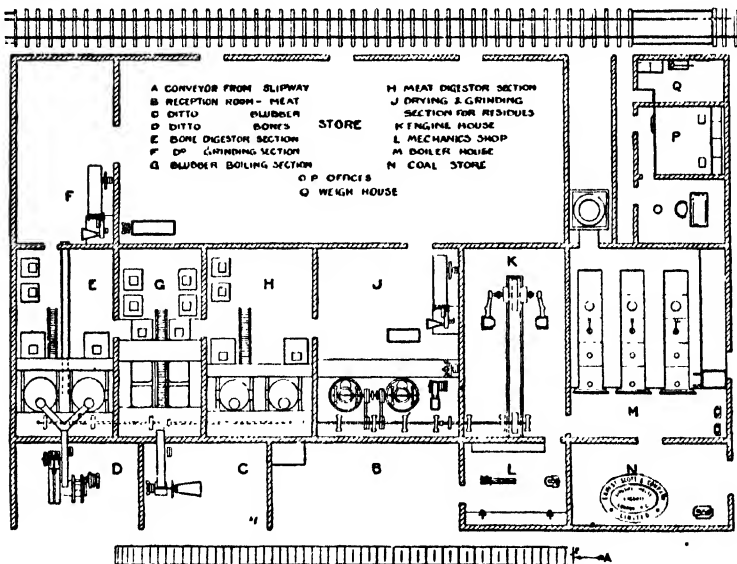 A CONVEYOR FROM SLIPWAY
B RECEPTION ROOM - MEAT
D DITTO BLUBBER
D DITTO BONES
E BONE DIGESTOR SECTION
F DO GRINDING SECTION
G BLUBBER BOILING SECTION
STORE
H MEAT DIGESTOR SECTION
J DRYING & GRINDING
SECTION FOR RESIDUES
K ENGINE HOUSE
L MECHANICS SHOP
M BOILER HOUSE
N COAL STORE
O P OFFICES
Q WEIGH HOUSE
Q
P
F
K
E
G
H
J
M
D
C
B
L
N
LIMITED
A